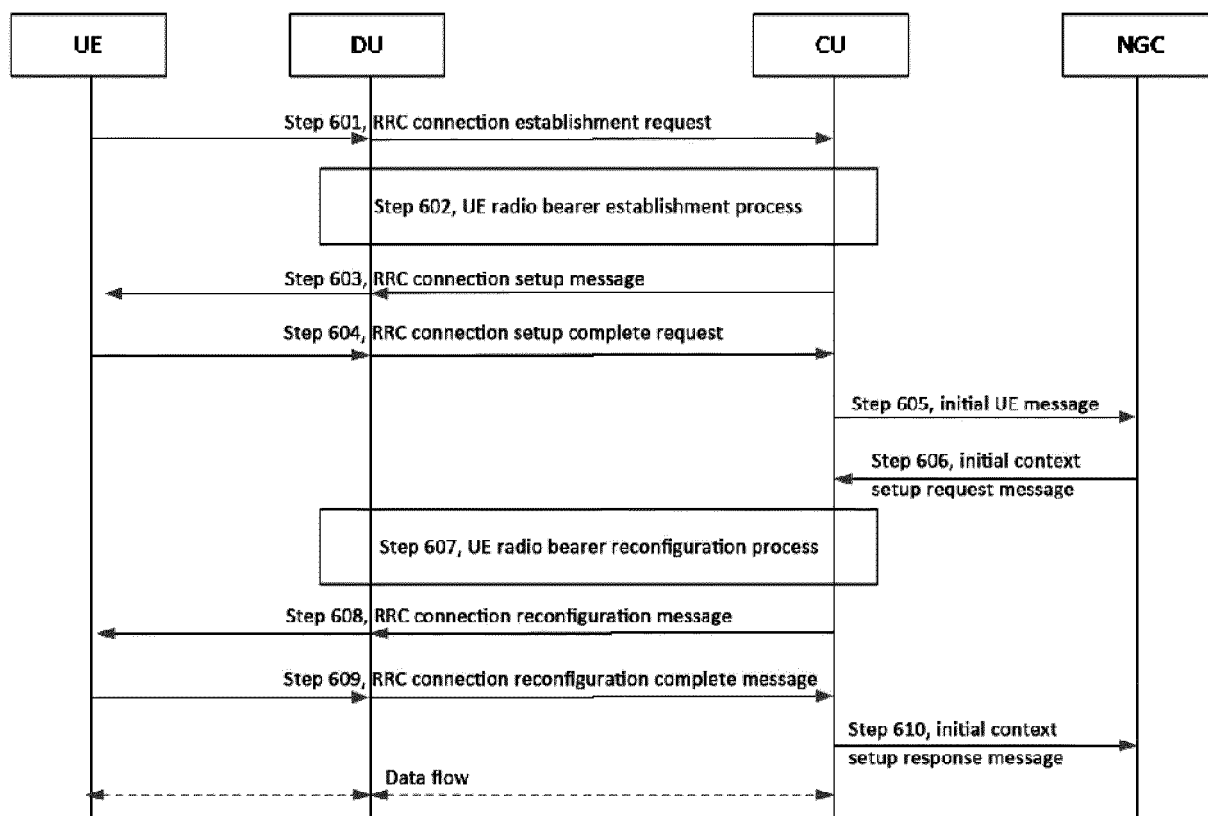 UE DU CU NGC
Step 601, RRC connection establishment request
Step 602, UE radio bearer establishment process
Step 603, RRC connection setup message
Step 604, RRC connection setup complete request
Step 605, initial UE message
Step 606, initial context
setup request message
Step 607, UE radio bearer reconfiguration process
Step 608, RRC connection reconfiguration message
Step 609, RRC connection reconfiguration complete message
Step 610, initial context
setup response message
Data flow